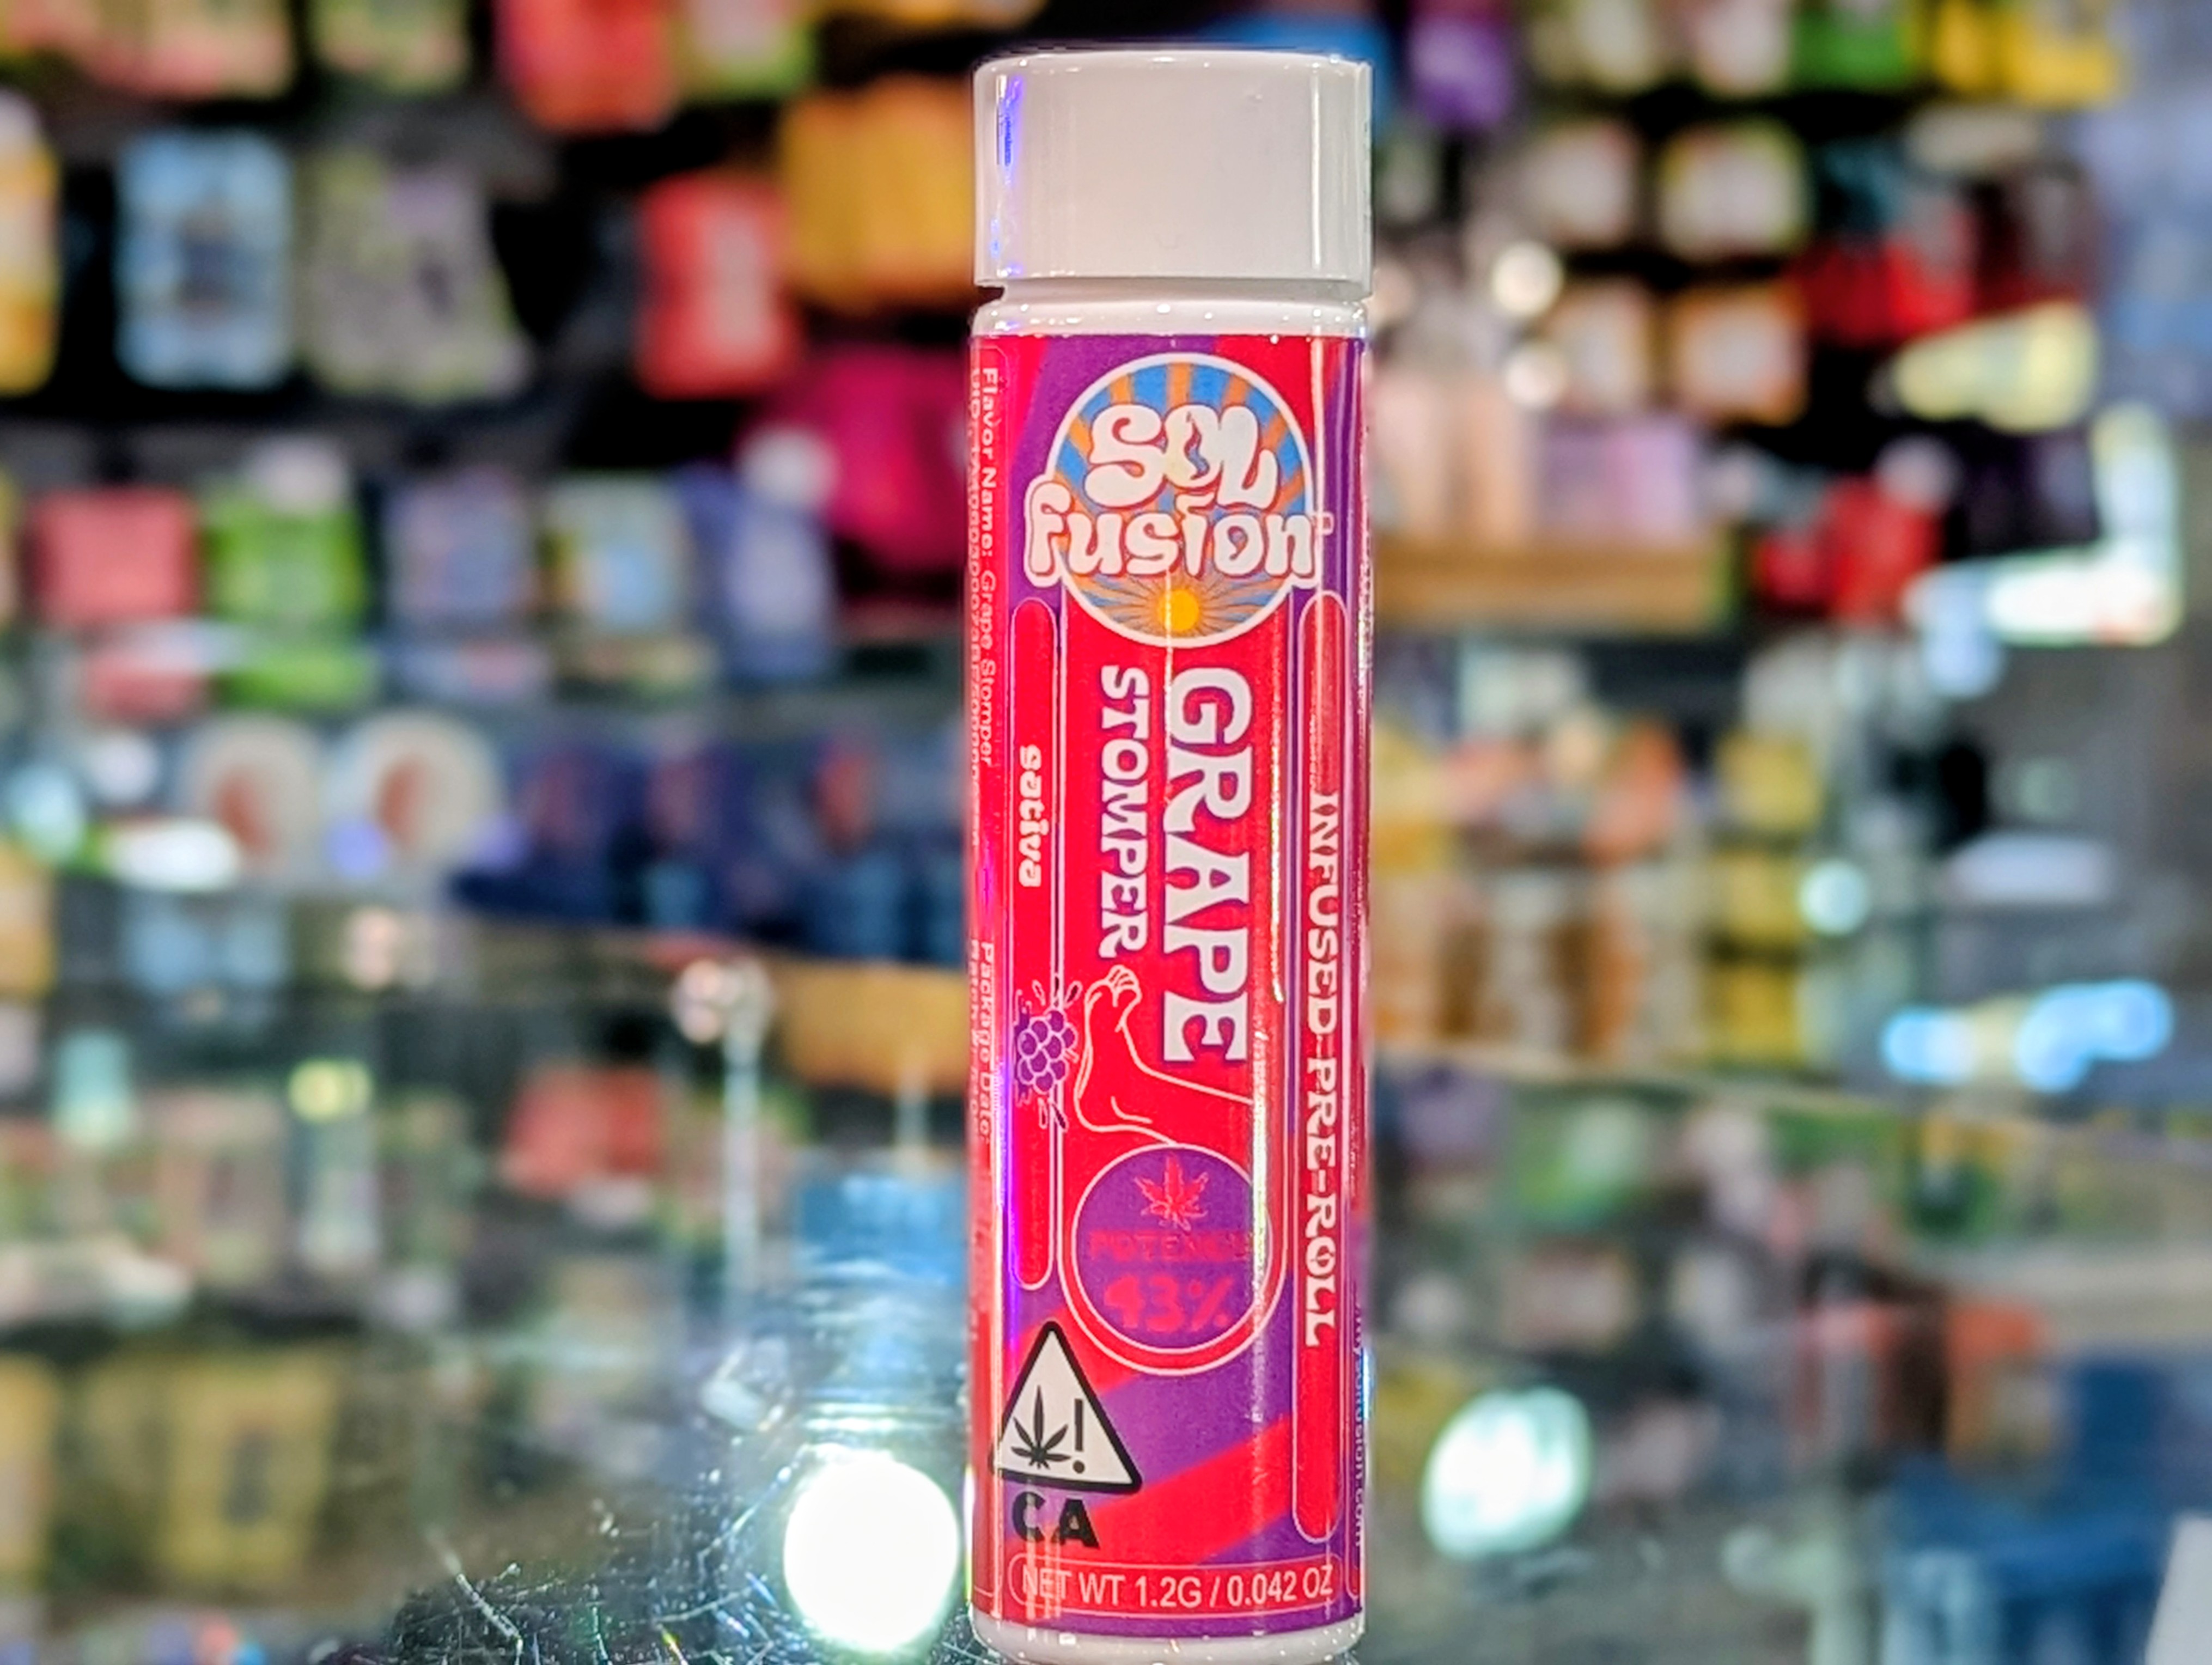 SOL
fusion
GRAPE
STOMPER
sativa
INFUSED PRE-ROLL
POTENCY
43%
CA
NET WT 1.2G / 0.042 OZ
Flavor Name: Grape Stomper
Package Date: